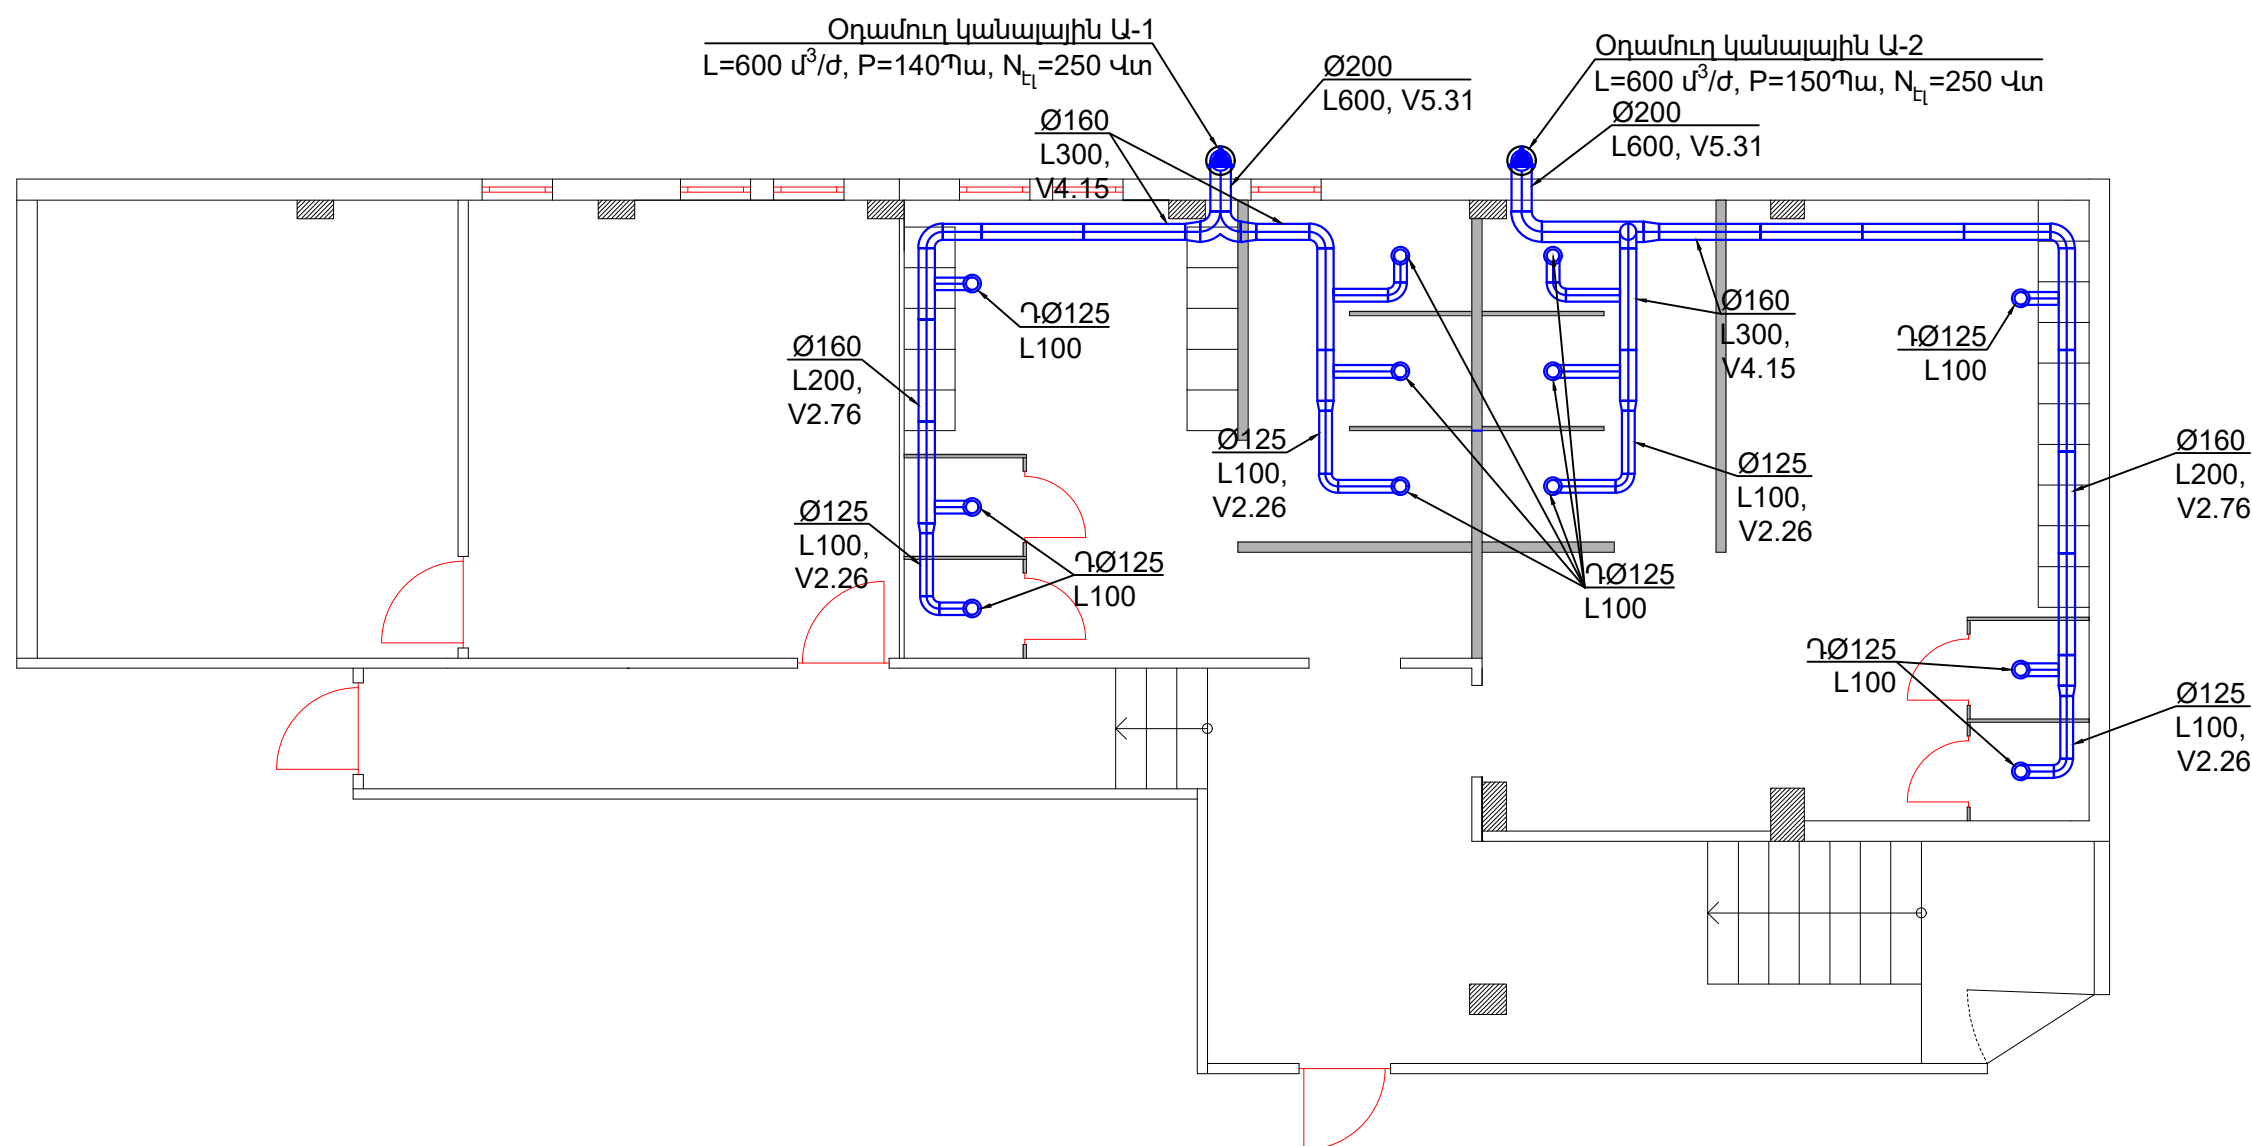 Օդամուղ կանալային Ա-1
L=600 մ³/ժ, P=140Պա, Nէլ=250 Վտ
Օդամուղ կանալային Ա-2
L=600 մ³/ժ, P=150Պա, Nէլ=250 Վտ
Ø200
L600, V5.31
Ø200
L600, V5.31
Ø160
L300,
V4.15
ԴØ125
L100
Ø160
L200,
V2.76
Ø160
L300,
V4.15
ԴØ125
L100
Ø125
L100,
V2.26
Ø125
L100,
V2.26
Ø160
L200,
V2.76
Ø125
L100,
V2.26
ԴØ125
L100
ԴØ125
L100
ԴØ125
L100
Ø125
L100,
V2.26